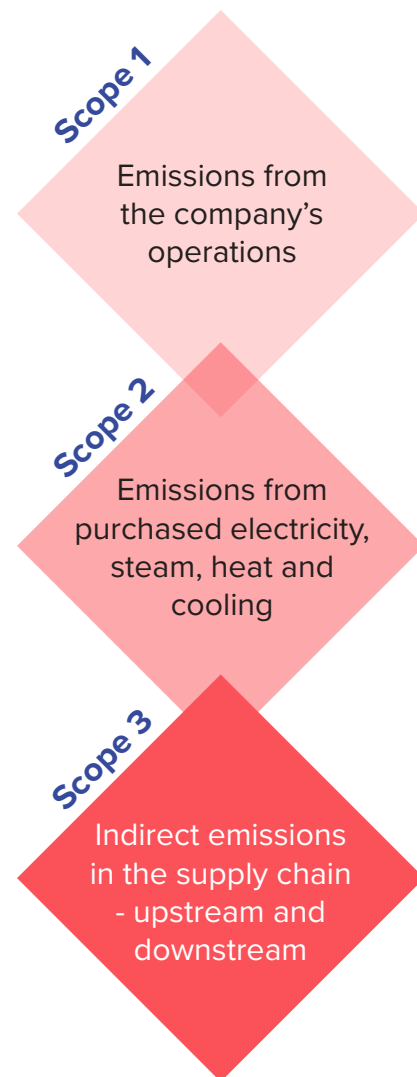 Scope 1
Emissions from
the company’s
operations
Scope 2
Emissions from
purchased electricity,
steam, heat and
cooling
Scope 3
Indirect emissions
in the supply chain
- upstream and
downstream